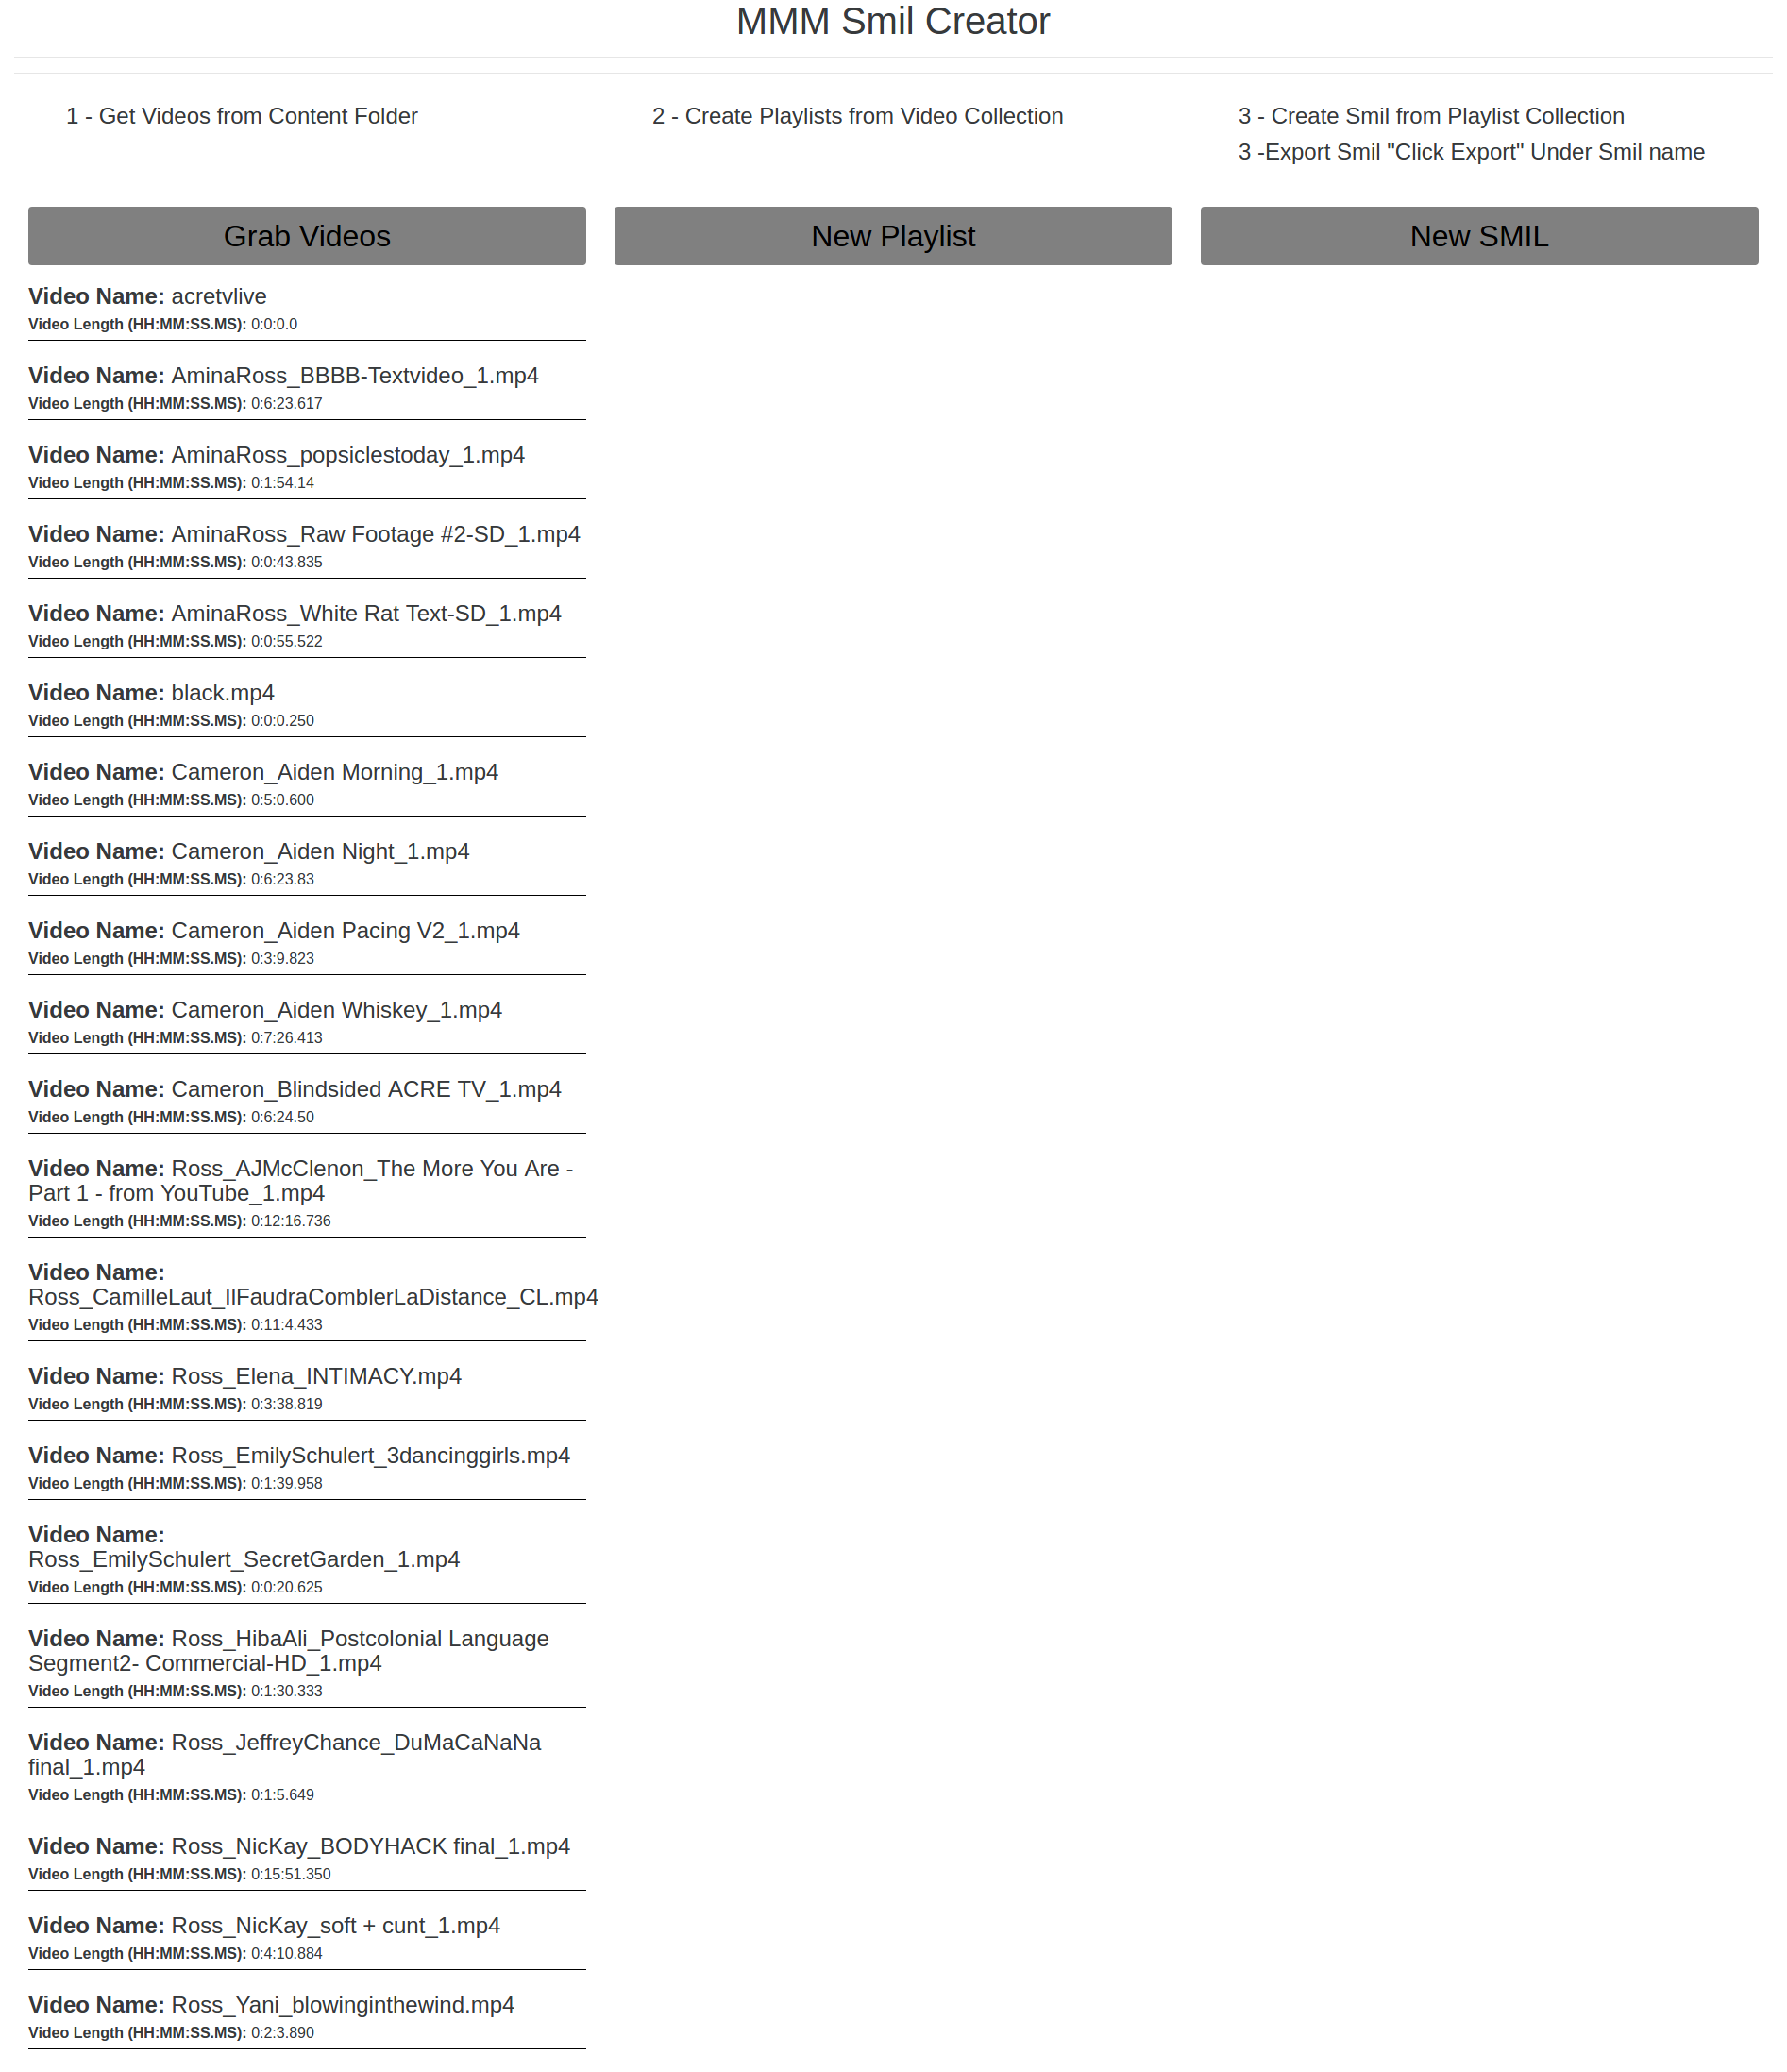 MMM Smil Creator
1 - Get Videos from Content Folder
2 - Create Playlists from Video Collection
3 - Create Smil from Playlist Collection
3 -Export Smil "Click Export" Under Smil name
Grab Videos
New Playlist
New SMIL
Video Name: acretvlive
Video Length (HH:MM:SS.MS): 0:0:0.0
Video Name: AminaRoss_BBBB-Textvideo_1.mp4
Video Length (HH:MM:SS.MS): 0:6:23.617
Video Name: AminaRoss_popsiclestoday_1.mp4
Video Length (HH:MM:SS.MS): 0:1:54.14
Video Name: AminaRoss_Raw Footage #2-SD_1.mp4
Video Length (HH:MM:SS.MS): 0:0:43.835
Video Name: AminaRoss_White Rat Text-SD_1.mp4
Video Length (HH:MM:SS.MS): 0:0:55.522
Video Name: black.mp4
Video Length (HH:MM:SS.MS): 0:0:0.250
Video Name: Cameron_Aiden Morning_1.mp4
Video Length (HH:MM:SS.MS): 0:5:0.600
Video Name: Cameron_Aiden Night_1.mp4
Video Length (HH:MM:SS.MS): 0:6:23.83
Video Name: Cameron_Aiden Pacing V2_1.mp4
Video Length (HH:MM:SS.MS): 0:3:9.823
Video Name: Cameron_Aiden Whiskey_1.mp4
Video Length (HH:MM:SS.MS): 0:7:26.413
Video Name: Cameron_Blindsided ACRE TV_1.mp4
Video Length (HH:MM:SS.MS): 0:6:24.50
Video Name: Ross_AJMcClenon_The More You Are -
Part 1 - from YouTube_1.mp4
Video Length (HH:MM:SS.MS): 0:12:16.736
Video Name:
Ross_CamilleLaut_IlFaudraComblerLaDistance_CL.mp4
Video Length (HH:MM:SS.MS): 0:11:4.433
Video Name: Ross_Elena_INTIMACY.mp4
Video Length (HH:MM:SS.MS): 0:3:38.819
Video Name: Ross_EmilySchulert_3dancinggirls.mp4
Video Length (HH:MM:SS.MS): 0:1:39.958
Video Name:
Ross_EmilySchulert_SecretGarden_1.mp4
Video Length (HH:MM:SS.MS): 0:0:20.625
Video Name: Ross_HibaAli_Postcolonial Language
Segment2- Commercial-HD_1.mp4
Video Length (HH:MM:SS.MS): 0:1:30.333
Video Name: Ross_JeffreyChance_DuMaCaNaNa
final_1.mp4
Video Length (HH:MM:SS.MS): 0:1:5.649
Video Name: Ross_NicKay_BODYHACK final_1.mp4
Video Length (HH:MM:SS.MS): 0:15:51.350
Video Name: Ross_NicKay_soft + cunt_1.mp4
Video Length (HH:MM:SS.MS): 0:4:10.884
Video Name: Ross_Yani_blowinginthewind.mp4
Video Length (HH:MM:SS.MS): 0:2:3.890